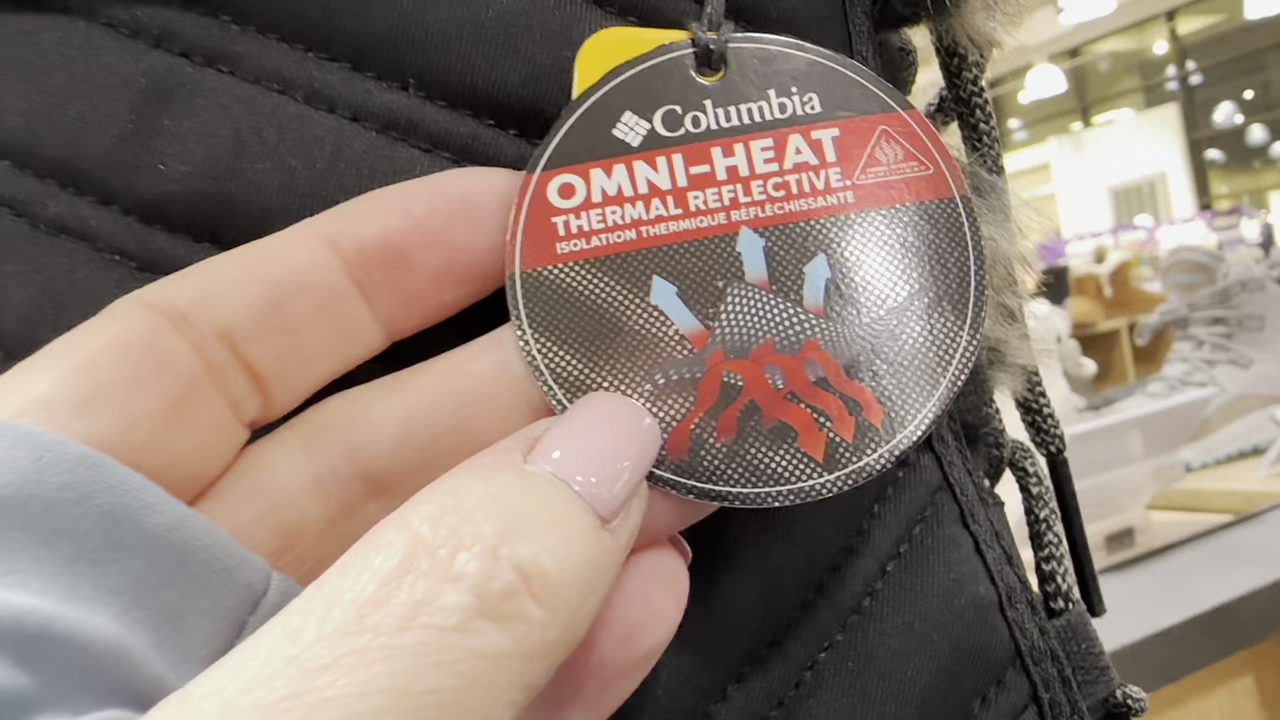 Columbia
OMNI-HEAT
THERMAL REFLECTIVE.
ISOLATION THERMIQUE RÉFLÉCHISSANTE